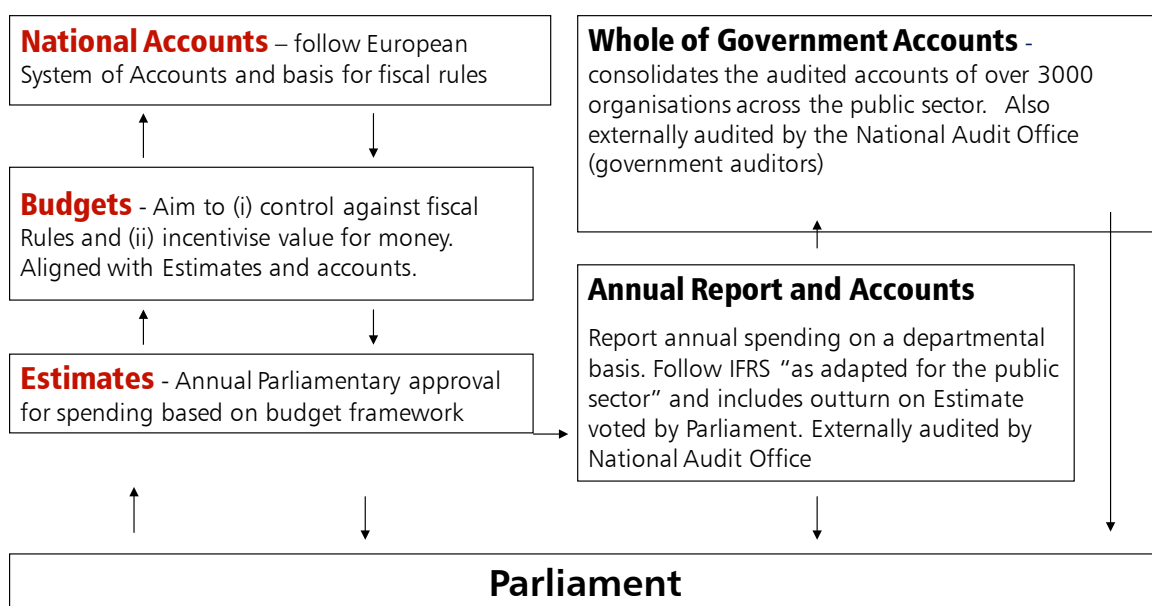 National Accounts – follow European
System of Accounts and basis for fiscal rules
Budgets - Aim to (i) control against fiscal
Rules and (ii) incentivise value for money.
Aligned with Estimates and accounts.
Estimates - Annual Parliamentary approval
for spending based on budget framework
Whole of Government Accounts -
consolidates the audited accounts of over 3000
organisations across the public sector. Also
externally audited by the National Audit Office
(government auditors)
Annual Report and Accounts
Report annual spending on a departmental
basis. Follow IFRS “as adapted for the public
sector” and includes outturn on Estimate
voted by Parliament. Externally audited by
National Audit Office
Parliament